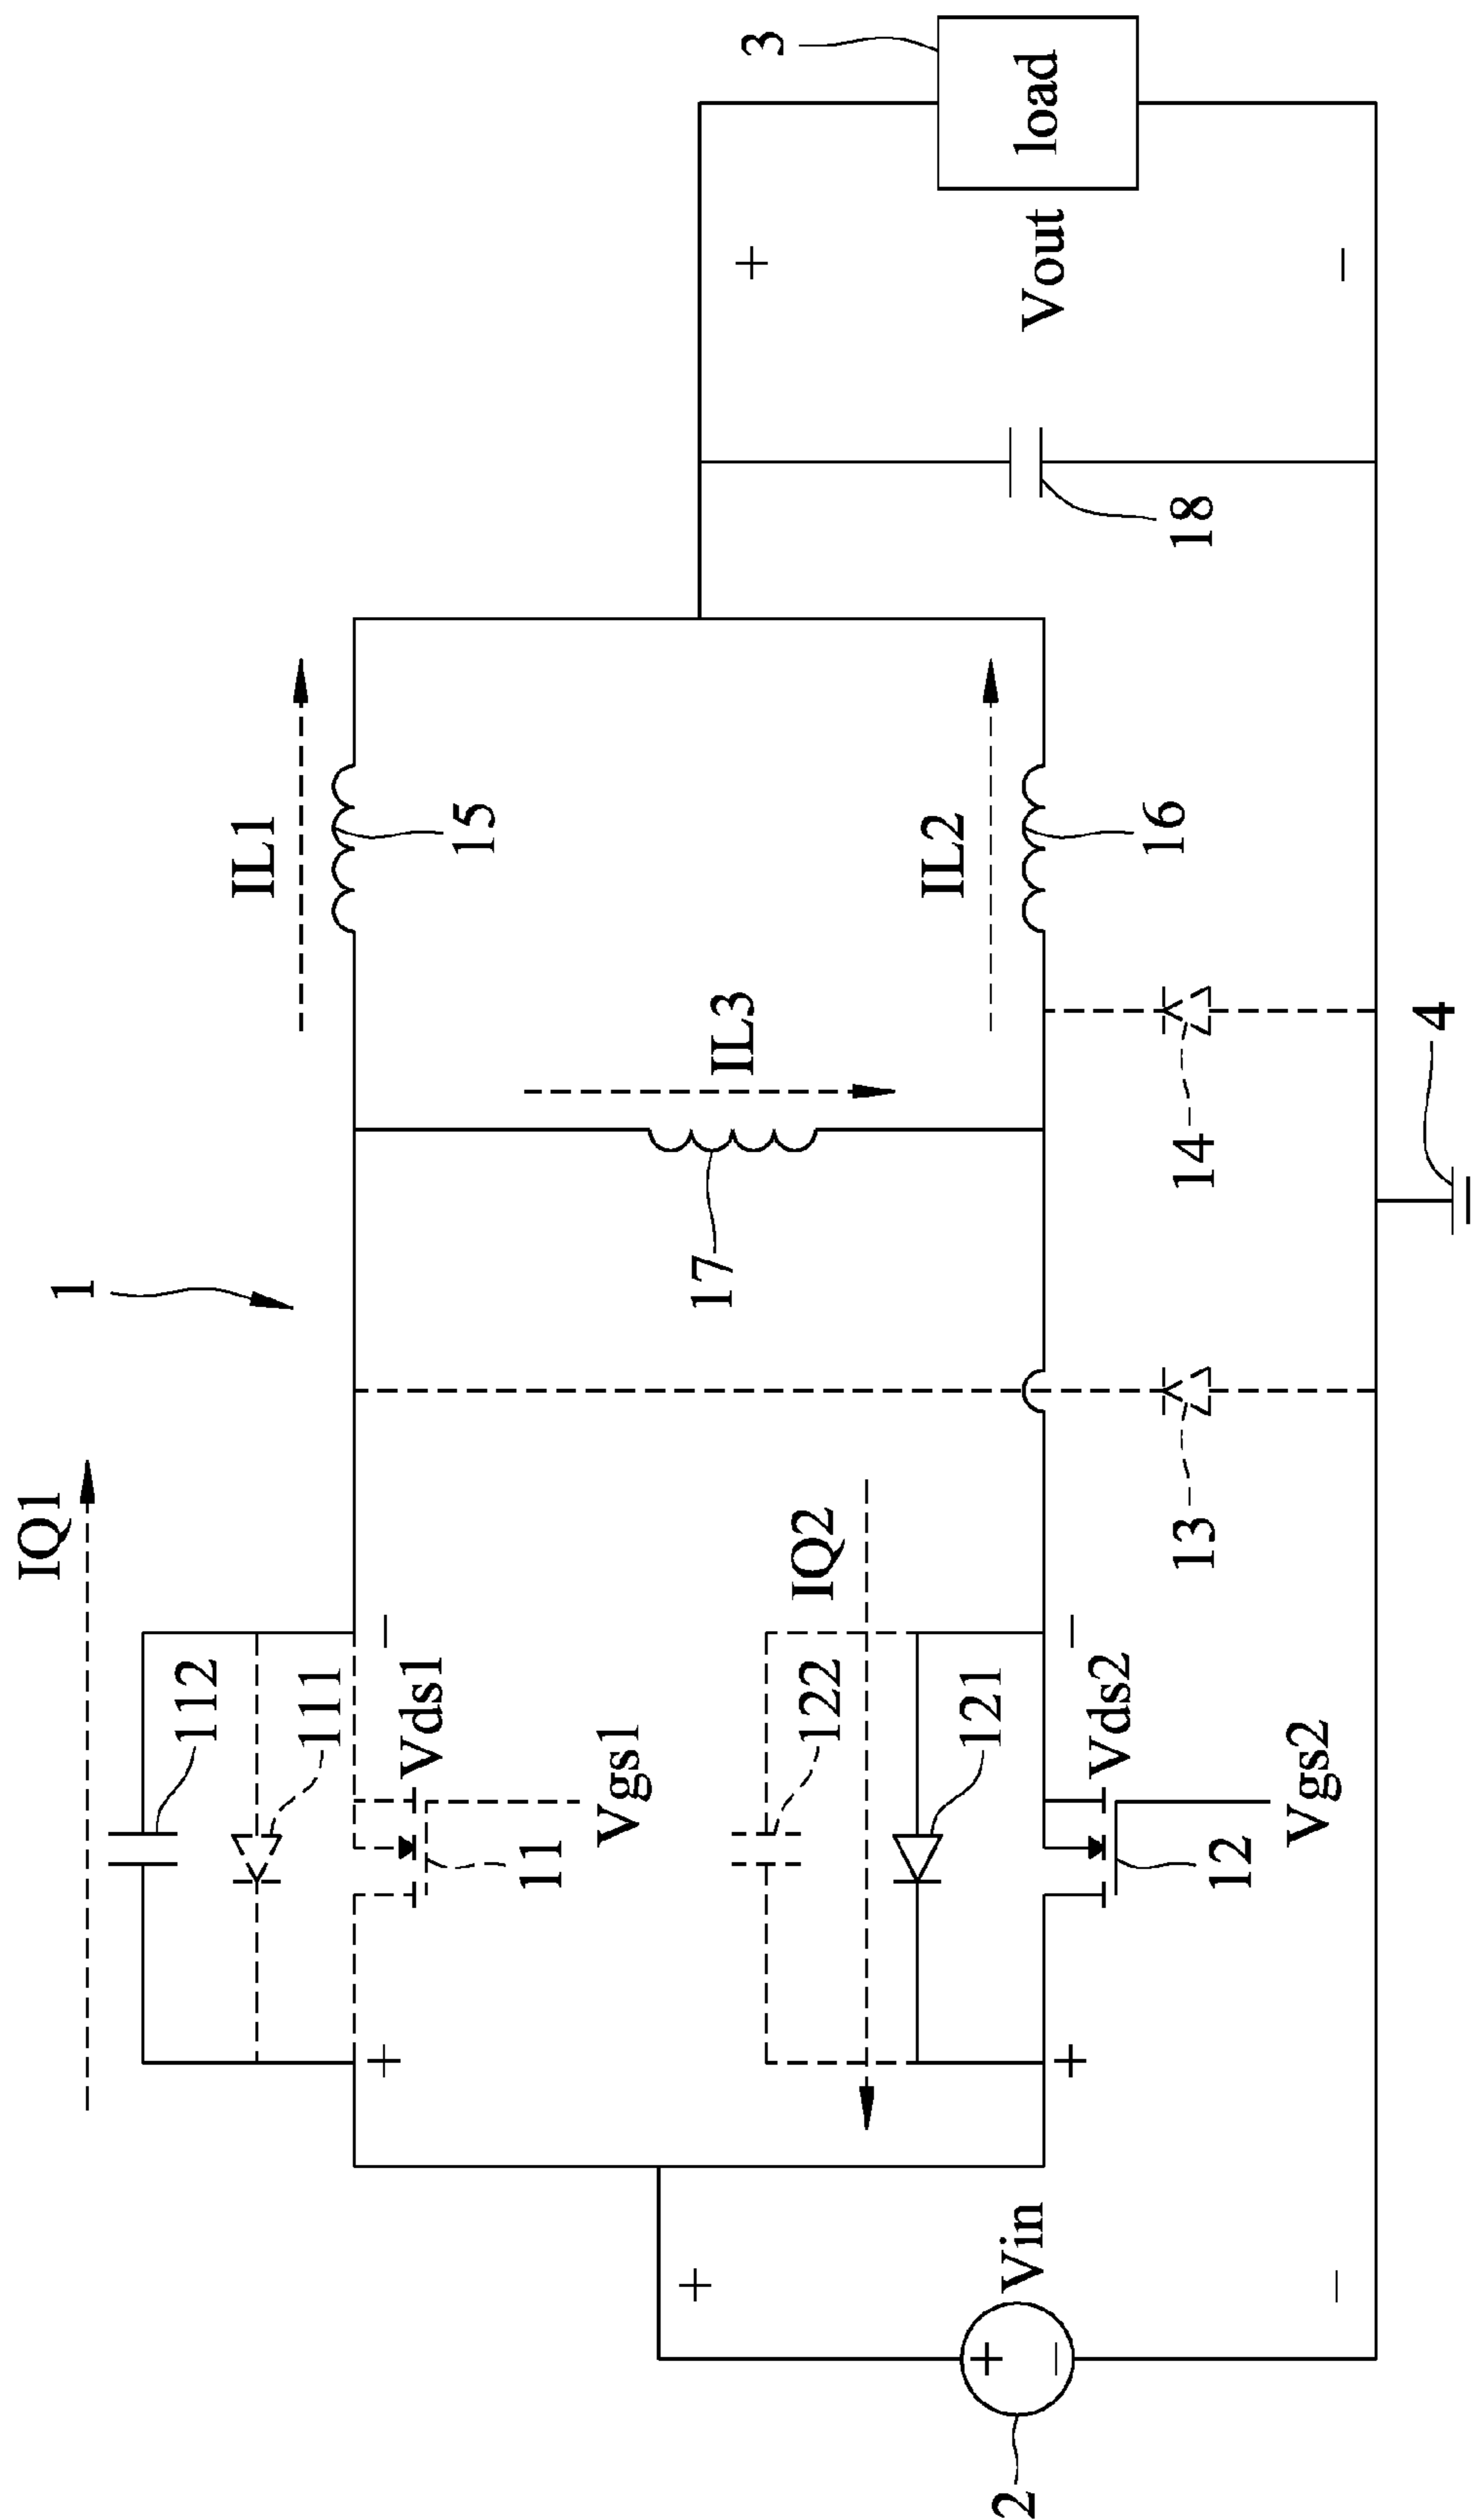 IQ1
1
IL1
3
112
111
Vds1
11
Vgs1
15
IL3
17
+
-
load
Vout
+
-
IQ2
122
121
IL2
16
18
+
-
Vds2
12
Vgs2
13
14
4
+
-
Vin
+
-
+
-
2